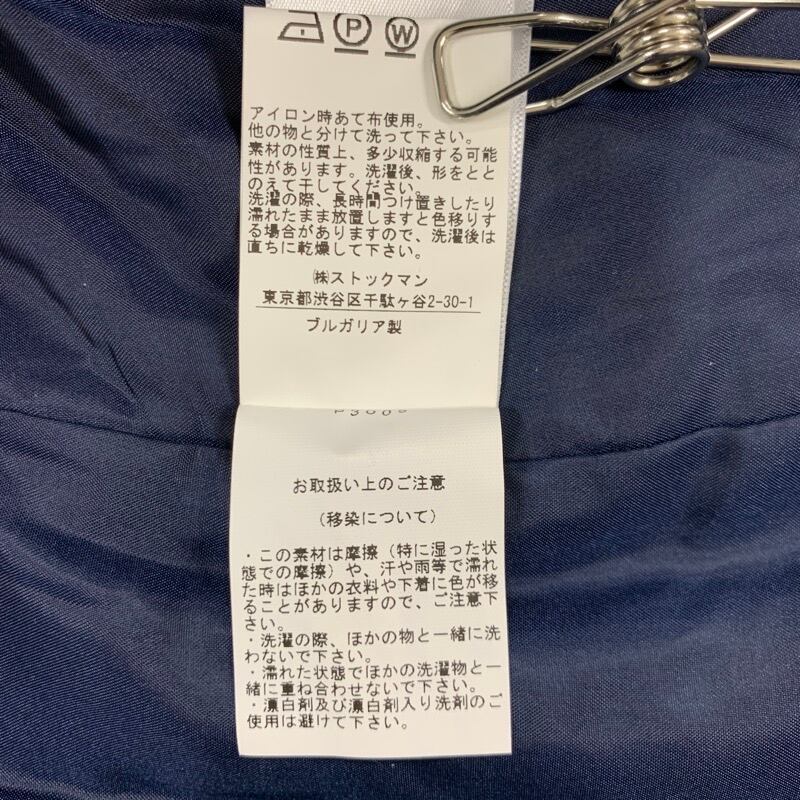 P W
アイロン時あて布使用。
他の物と分けて洗って下さい。
素材の性質上、多少収縮する可能
性があります。洗濯後、形をとと
のえて干してください。
洗濯の際、長時間つけ置きしたり
濡れたまま放置しますと色移りす
る場合がありますので、洗濯後は
直ちに乾燥して下さい。
㈱ストックマン
東京都渋谷区千駄ヶ谷2-30-1
ブルガリア製
お取扱い上のご注意
(移染について)
・この素材は摩擦(特に湿った状
態での摩擦)や、汗や雨等で濡れ
た時はほかの衣料や下着に色が移
ることがありますので、ご注意下
さい。
・洗濯の際、ほかの物と一緒に洗
わないで下さい。
・濡れた状態でほかの洗濯物と一
緒に重ね合わせないで下さい。
・漂白剤及び漂白剤入り洗剤のご
使用は避けて下さい。